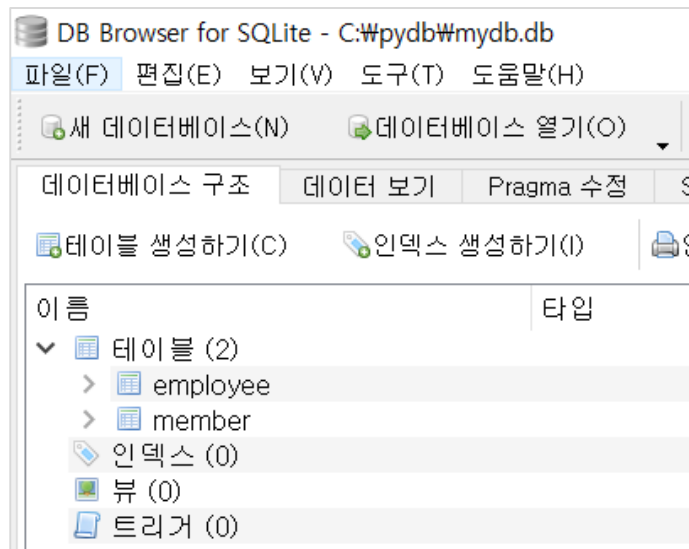 DB Browser for SQLite - C:₩pydb₩mydb.db
파일(F) 편집(E) 보기(V) 도구(T) 도움말(H)
새 데이터베이스(N) 데이터베이스 열기(O)
데이터베이스 구조 데이터 보기 Pragma 수정
테이블 생성하기(C) 인덱스 생성하기(I)
이름 타입
테이블 (2)
employee
member
인덱스 (0)
뷰 (0)
트리거 (0)